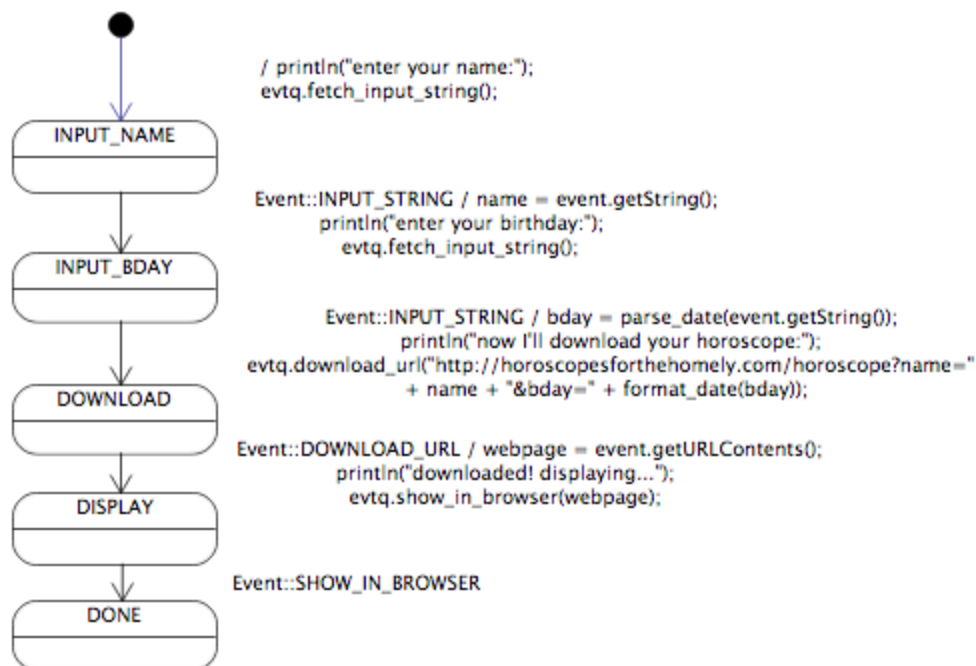 / println("enter your name:");
evtq.fetch_input_string();
INPUT_NAME
Event::INPUT_STRING / name = event.getString();
println("enter your birthday:");
evtq.fetch_input_string();
INPUT_BDAY
Event::INPUT_STRING / bday = parse_date(event.getString());
println("now I'll download your horoscope:");
evtq.download_url("http://horoscopesforthehomely.com/horoscope?name="
+ name + "&bday=" + format_date(bday));
DOWNLOAD
Event::DOWNLOAD_URL / webpage = event.getURLContents();
println("downloaded! displaying...");
evtq.show_in_browser(webpage);
DISPLAY
Event::SHOW_IN_BROWSER
DONE